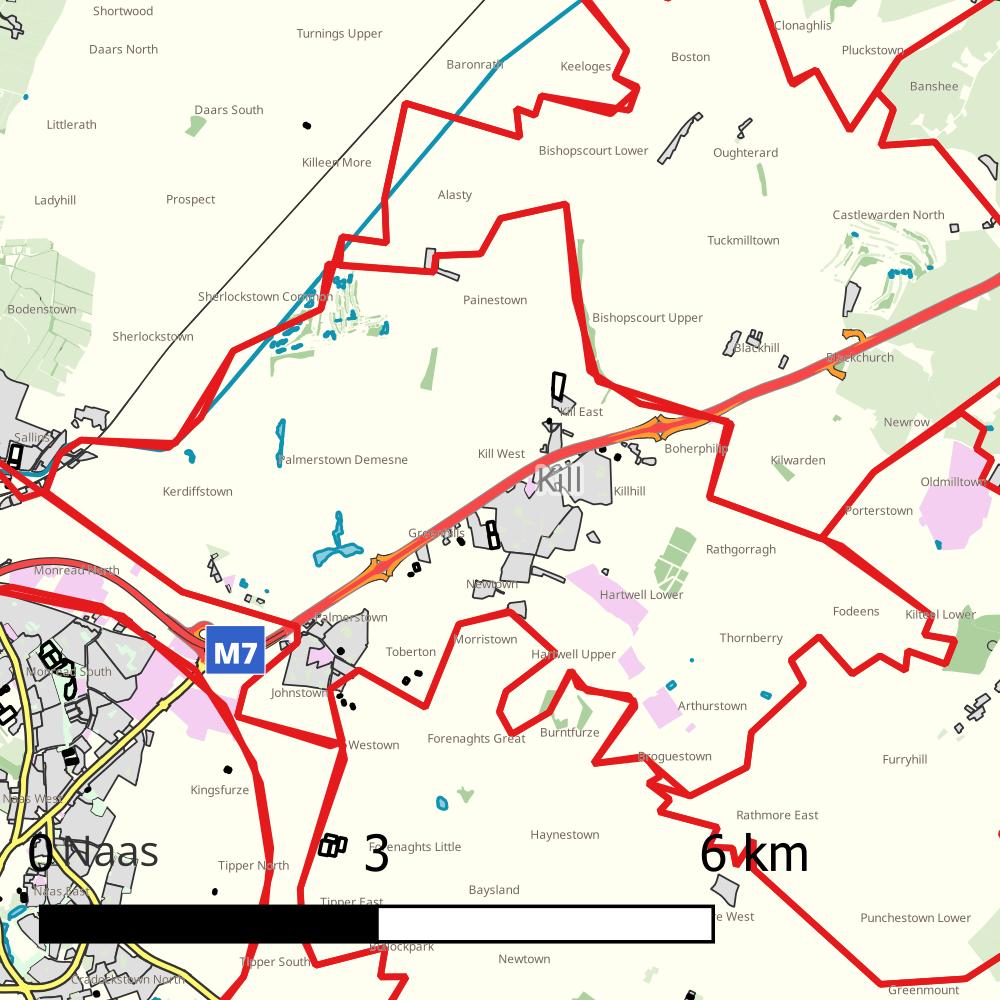 Shortwood
Daars North
Turnings Upper
Clonaghlis
Pluckstown
Boston
Baronrath
Keeloges
Banshee
Daars South
Littlerath
Killeen More
Bishopscourt Lower
Oughterard
Alasty
Ladyhill
Prospect
Castlewarden North
Tuckmilltown
Sherlockstown Common
Painestown
Bodenstown
Bishopscourt Upper
Sherlockstown
Blackhill
Blackchurch
Kill East
Newrow
Sallins
Kill West
Boherphilip
Palmerstown Demesne
Kilwarden
Kill
Oldmilltown
Kerdiffstown
Killhill
Porterstown
Greenhills
Rathgorragh
Monread North
Newtown
Hartwell Lower
Palmerstown
Fodeens
Kilteel Lower
Morristown
Thornberry
M7
Toberton
Hartwell Upper
Monread South
Johnstown
Arthurstown
Burntfurze
Forenaghts Great
Westown
Broguestown
Furryhill
Kingsfurze
Naas West
Rathmore East
Haynestown
Forenaghts Little
0
Naas
3
6 km
Tipper North
Naas East
Baysland
Tipper East
re West
Punchestown Lower
Bullockpark
Newtown
Tipper South
Cradockstown North
Greenmount